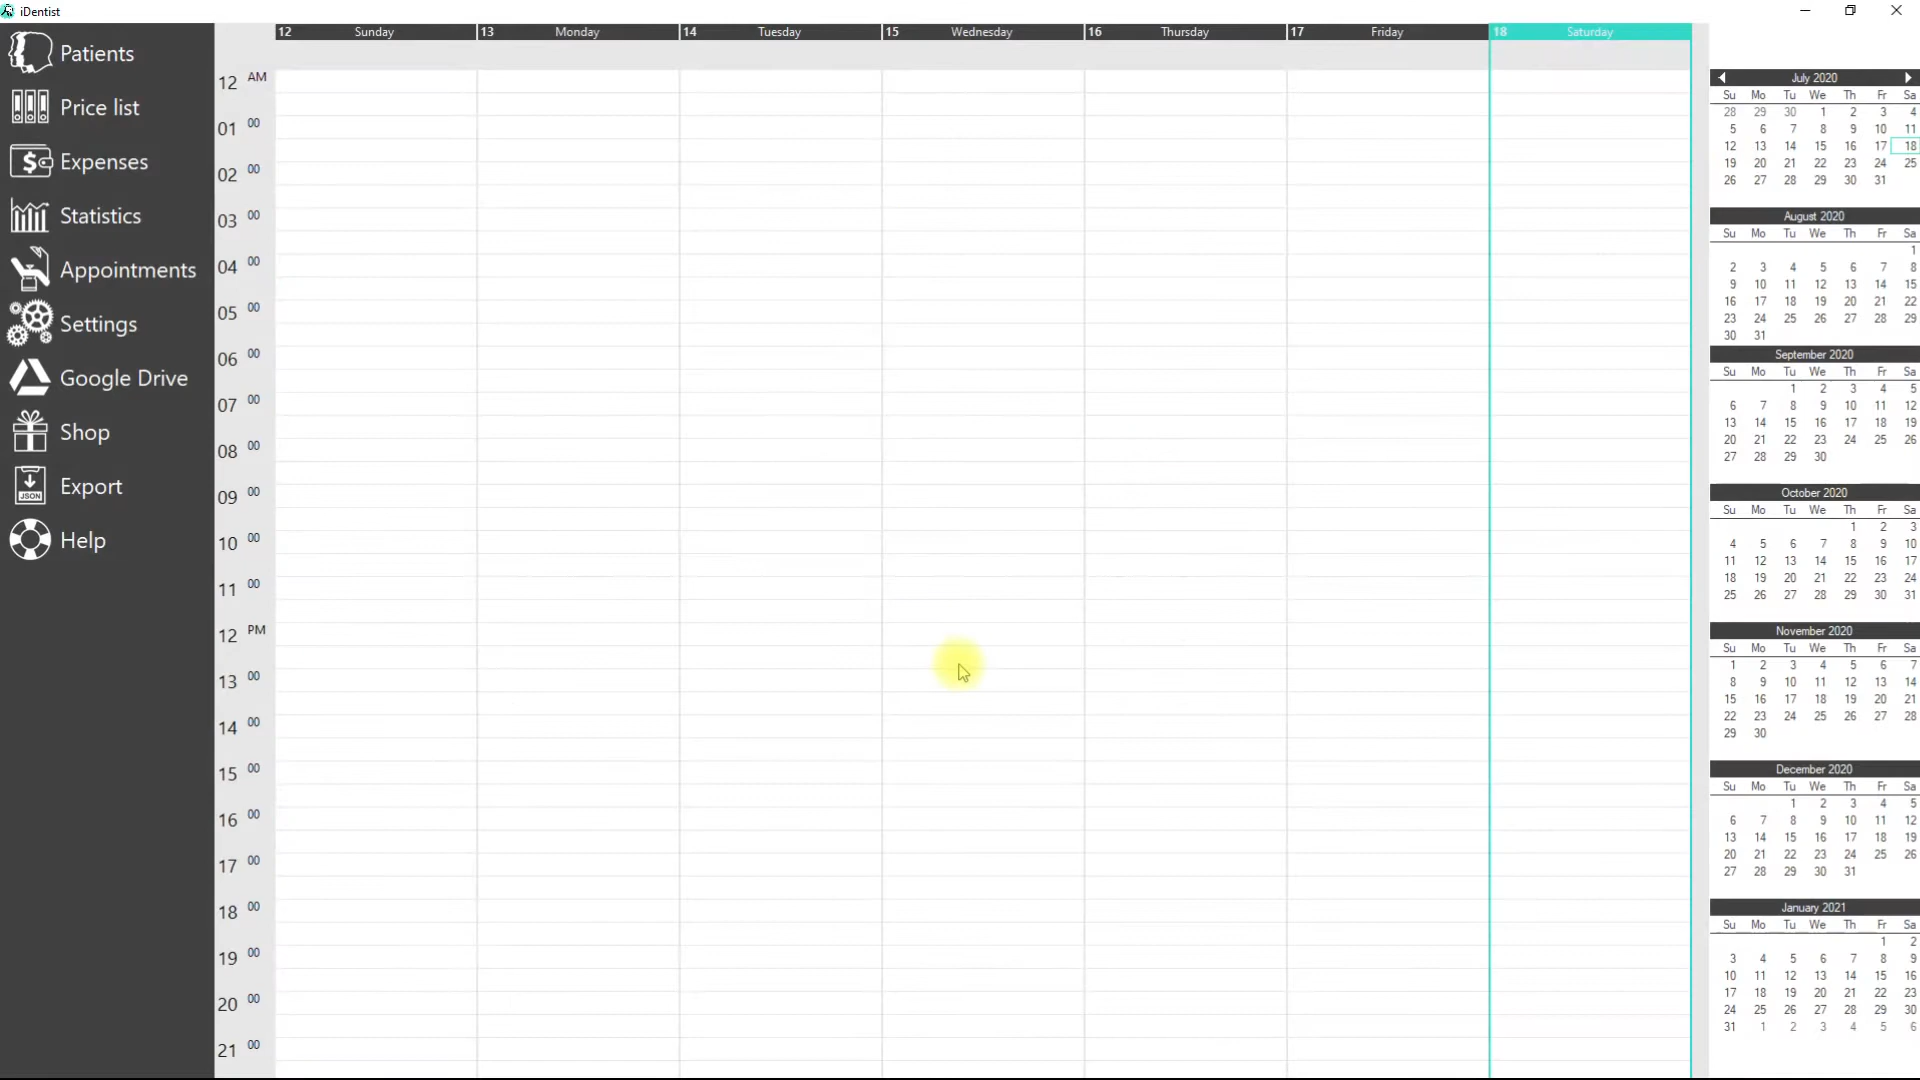 iDentist
Patients
Price list
Expenses
Statistics
Appointments
Settings
Google Drive
Shop
JSON
Export
Help
12 Sunday 13 Monday 14 Tuesday 15 Wednesday 16 Thursday 17 Friday 18 Saturday
12 AM
01 00
02 00
03 00
04 00
05 00
06 00
07 00
08 00
09 00
10 00
11 00
12 PM
13 00
14 00
15 00
16 00
17 00
18 00
19 00
20 00
21 00
July 2020
Su Mo Tu We Th Fr Sa
28 29 30 1 2 3 4
5 6 7 8 9 10 11
12 13 14 15 16 17 18
19 20 21 22 23 24 25
26 27 28 29 30 31
August 2020
Su Mo Tu We Th Fr Sa
1
2 3 4 5 6 7 8
9 10 11 12 13 14 15
16 17 18 19 20 21 22
23 24 25 26 27 28 29
30 31
September 2020
Su Mo Tu We Th Fr Sa
1 2 3 4 5
6 7 8 9 10 11 12
13 14 15 16 17 18 19
20 21 22 23 24 25 26
27 28 29 30
October 2020
Su Mo Tu We Th Fr Sa
1 2 3
4 5 6 7 8 9 10
11 12 13 14 15 16 17
18 19 20 21 22 23 24
25 26 27 28 29 30 31
November 2020
Su Mo Tu We Th Fr Sa
1 2 3 4 5 6 7
8 9 10 11 12 13 14
15 16 17 18 19 20 21
22 23 24 25 26 27 28
29 30
December 2020
Su Mo Tu We Th Fr Sa
1 2 3 4 5
6 7 8 9 10 11 12
13 14 15 16 17 18 19
20 21 22 23 24 25 26
27 28 29 30 31
January 2021
Su Mo Tu We Th Fr Sa
1 2
3 4 5 6 7 8 9
10 11 12 13 14 15 16
17 18 19 20 21 22 23
24 25 26 27 28 29 30
31 1 2 3 4 5 6